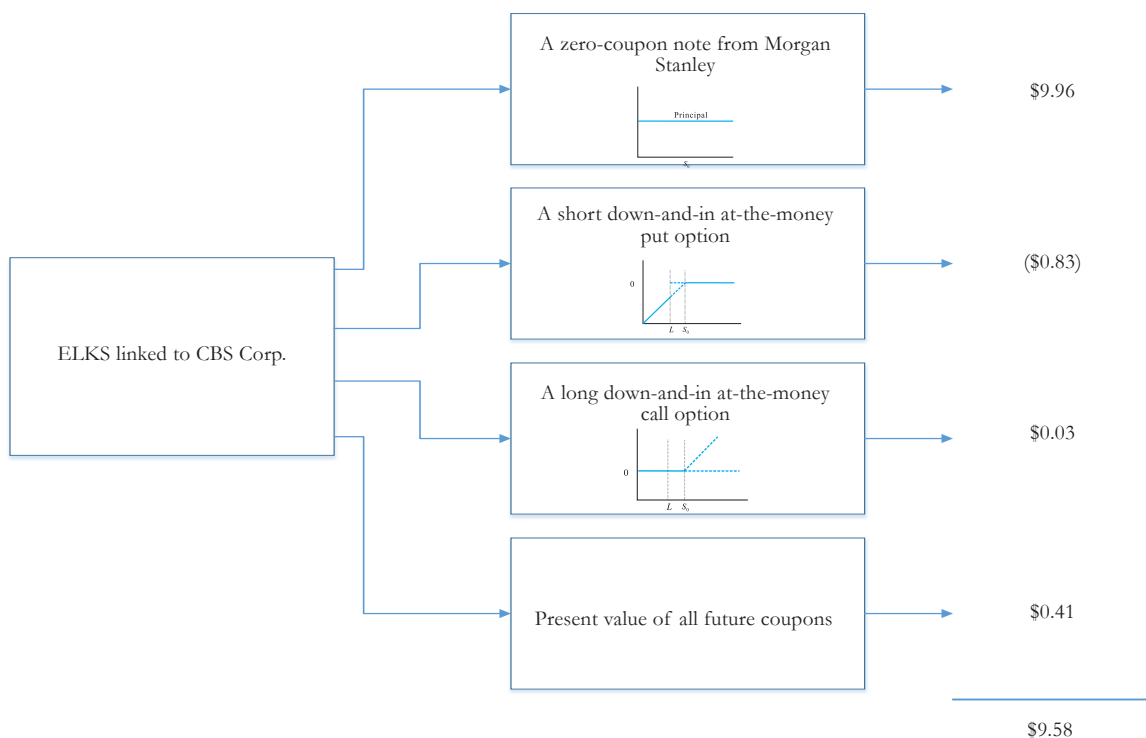 A zero-coupon note from Morgan
Stanley
Principal
S₀
$9.96
A short down-and-in at-the-money
put option
0
L S₀
($0.83)
ELKS linked to CBS Corp.
A long down-and-in at-the-money
call option
0
L S₀
$0.03
Present value of all future coupons
$0.41
$9.58